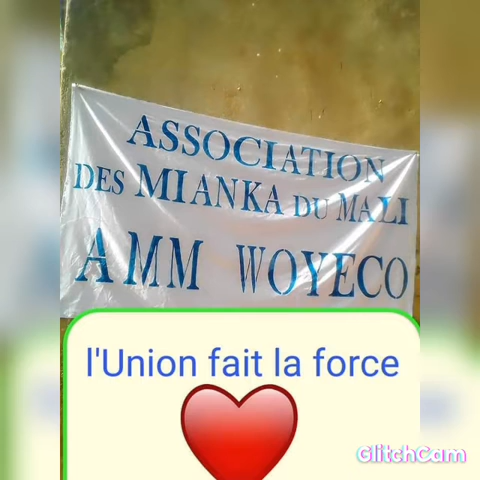 ASSOCIATION
DES MIANKA DU MALI
AMM WOYECO
l'Union fait la force
GlitchCam